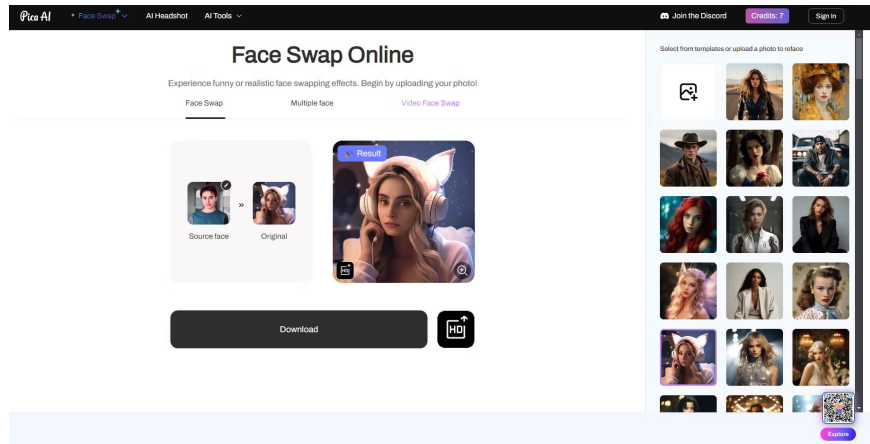 Pica AI
Face Swap
AI Headshot
AI Tools
Join the Discord
Credits: 7
Sign In
Face Swap Online
Experience funny or realistic face swapping effects. Begin by uploading your photo!
Face Swap
Multiple face
Video Face Swap
Select from templates or upload a photo to reface
Result
»
Source face
Original
HD
Download
HD
Explore